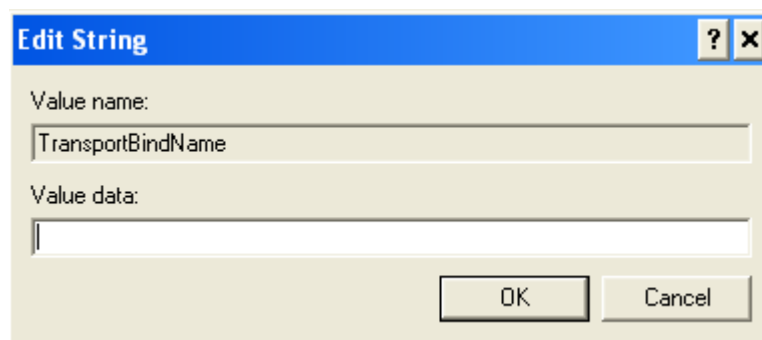 Edit String
Value name:
TransportBindName
Value data:
OK Cancel